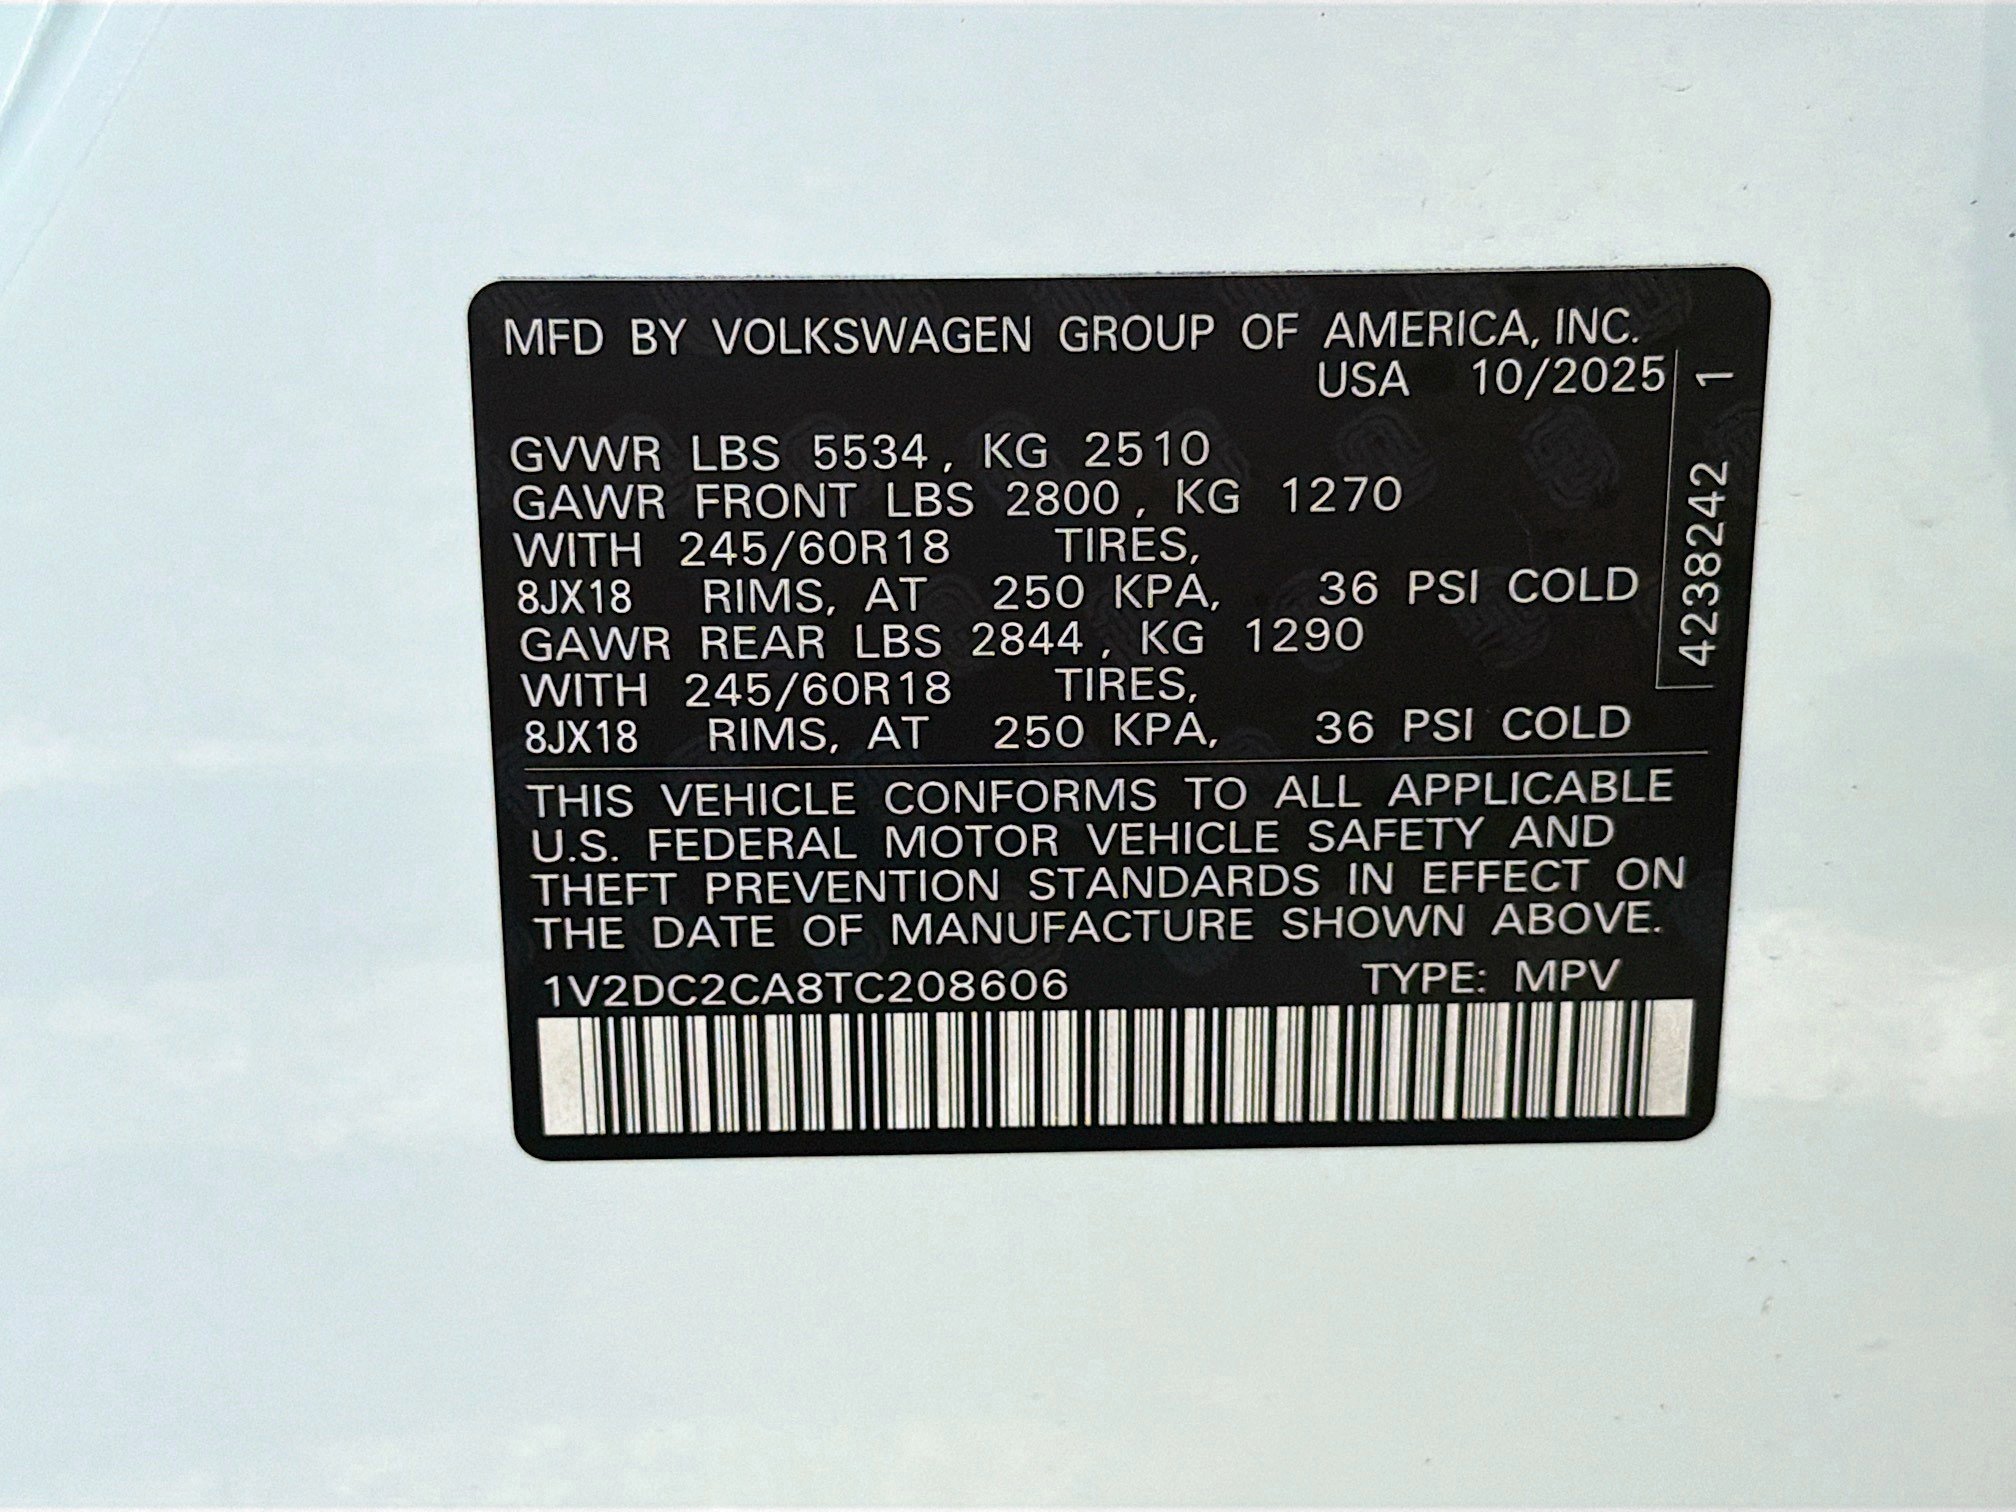 MFD BY VOLKSWAGEN GROUP OF AMERICA, INC.
USA 10/2025
GVWR LBS 5534, KG 2510
GAWR FRONT LBS 2800, KG 1270
WITH 245/60R18 TIRES,
8JX18 RIMS, AT 250 KPA, 36 PSI COLD
GAWR REAR LBS 2844, KG 1290
WITH 245/60R18 TIRES,
8JX18 RIMS, AT 250 KPA, 36 PSI COLD
4238242 1
THIS VEHICLE CONFORMS TO ALL APPLICABLE
U.S. FEDERAL MOTOR VEHICLE SAFETY AND
THEFT PREVENTION STANDARDS IN EFFECT ON
THE DATE OF MANUFACTURE SHOWN ABOVE.
1V2DC2CA8TC208606 TYPE: MPV